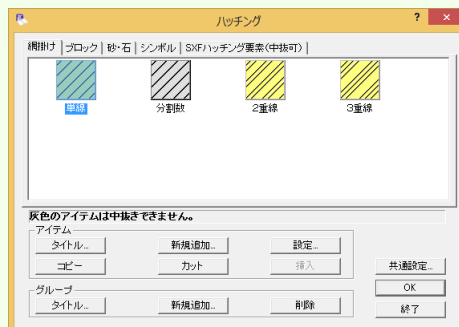 ハッチング ? ×
網掛け ブロック 砂・石 シンボル SXFハッチング要素(中抜可)
単線 分割数 2重線 3重線
灰色のアイテムは中抜きできません。
アイテム
タイトル... 新規追加... 設定...
コピー カット 挿入 共通設定...
グループ OK
タイトル... 新規追加... 削除 終了